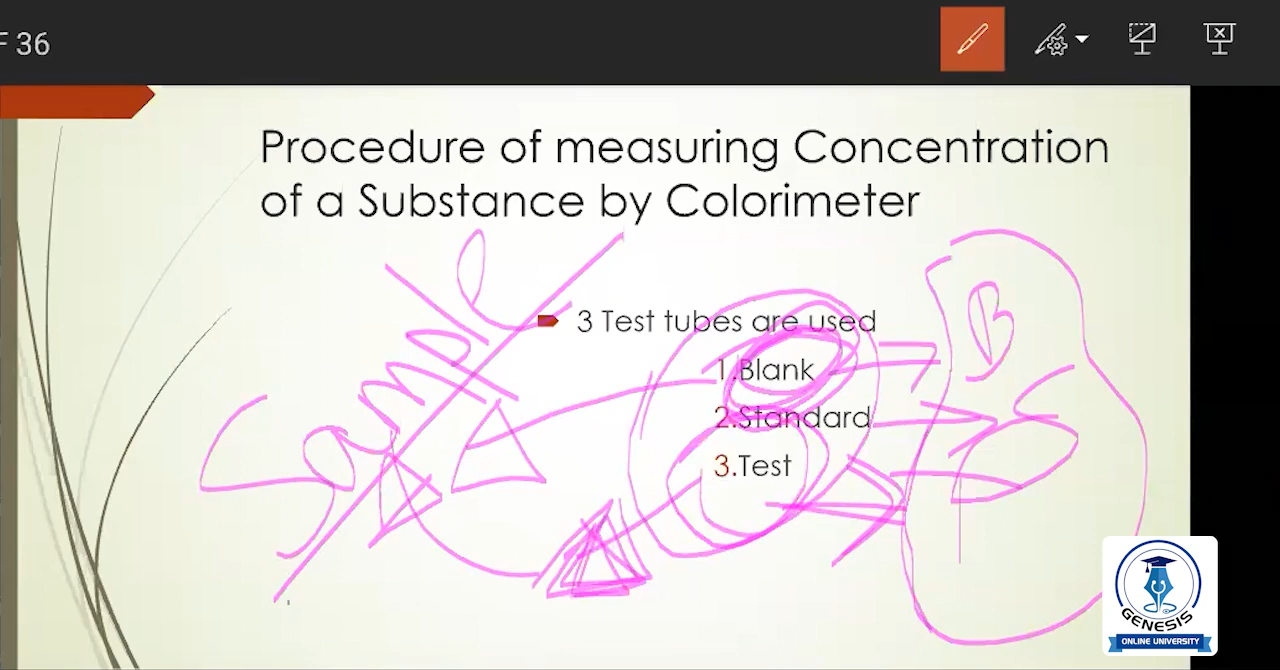 F 36
Procedure of measuring Concentration
of a Substance by Colorimeter
3 Test tubes are used
1.Blank
2.Standard
3.Test
Sample
B
S
GENESIS
ONLINE UNIVERSITY